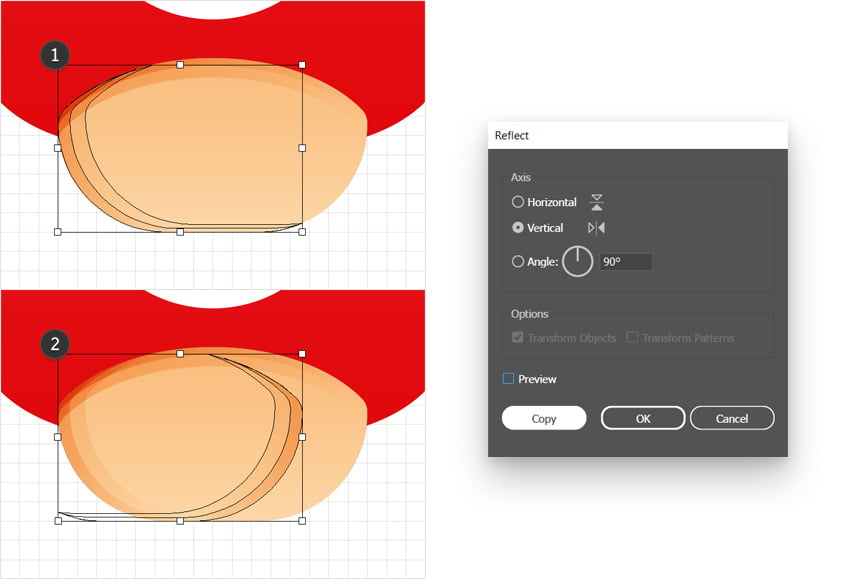 1
2
Reflect
Axis
Horizontal
Vertical
Angle: 90°
Options
Transform Objects Transform Patterns
Preview
Copy OK Cancel